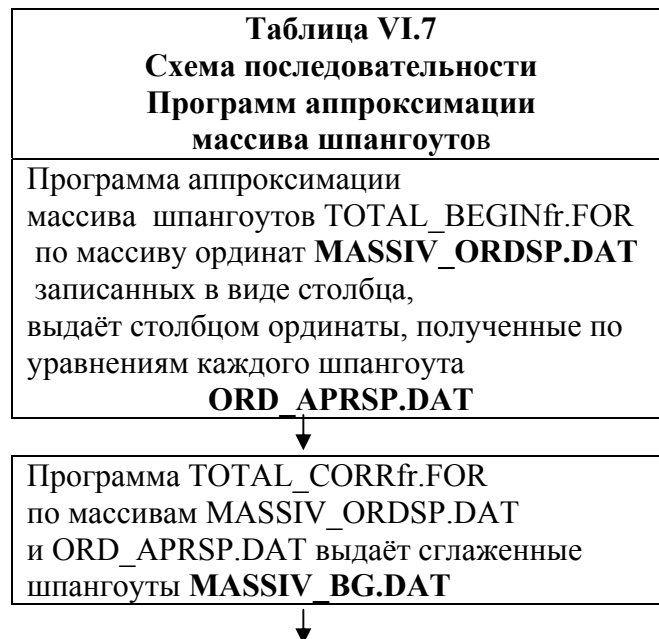 Таблица VI.7
Схема последовательности
Программ аппроксимации
массива шпангоутов
Программа аппроксимации
массива шпангоутов TOTAL_BEGINfr.FOR
по массиву ординат MASSIV_ORDSP.DAT
записанных в виде столбца,
выдаёт столбцом ординаты, полученные по
уравнениям каждого шпангоута
ORD_APRSP.DAT
Программа TOTAL_CORRfr.FOR
по массивам MASSIV_ORDSP.DAT
и ORD_APRSP.DAT выдаёт сглаженные
шпангоуты MASSIV_BG.DAT